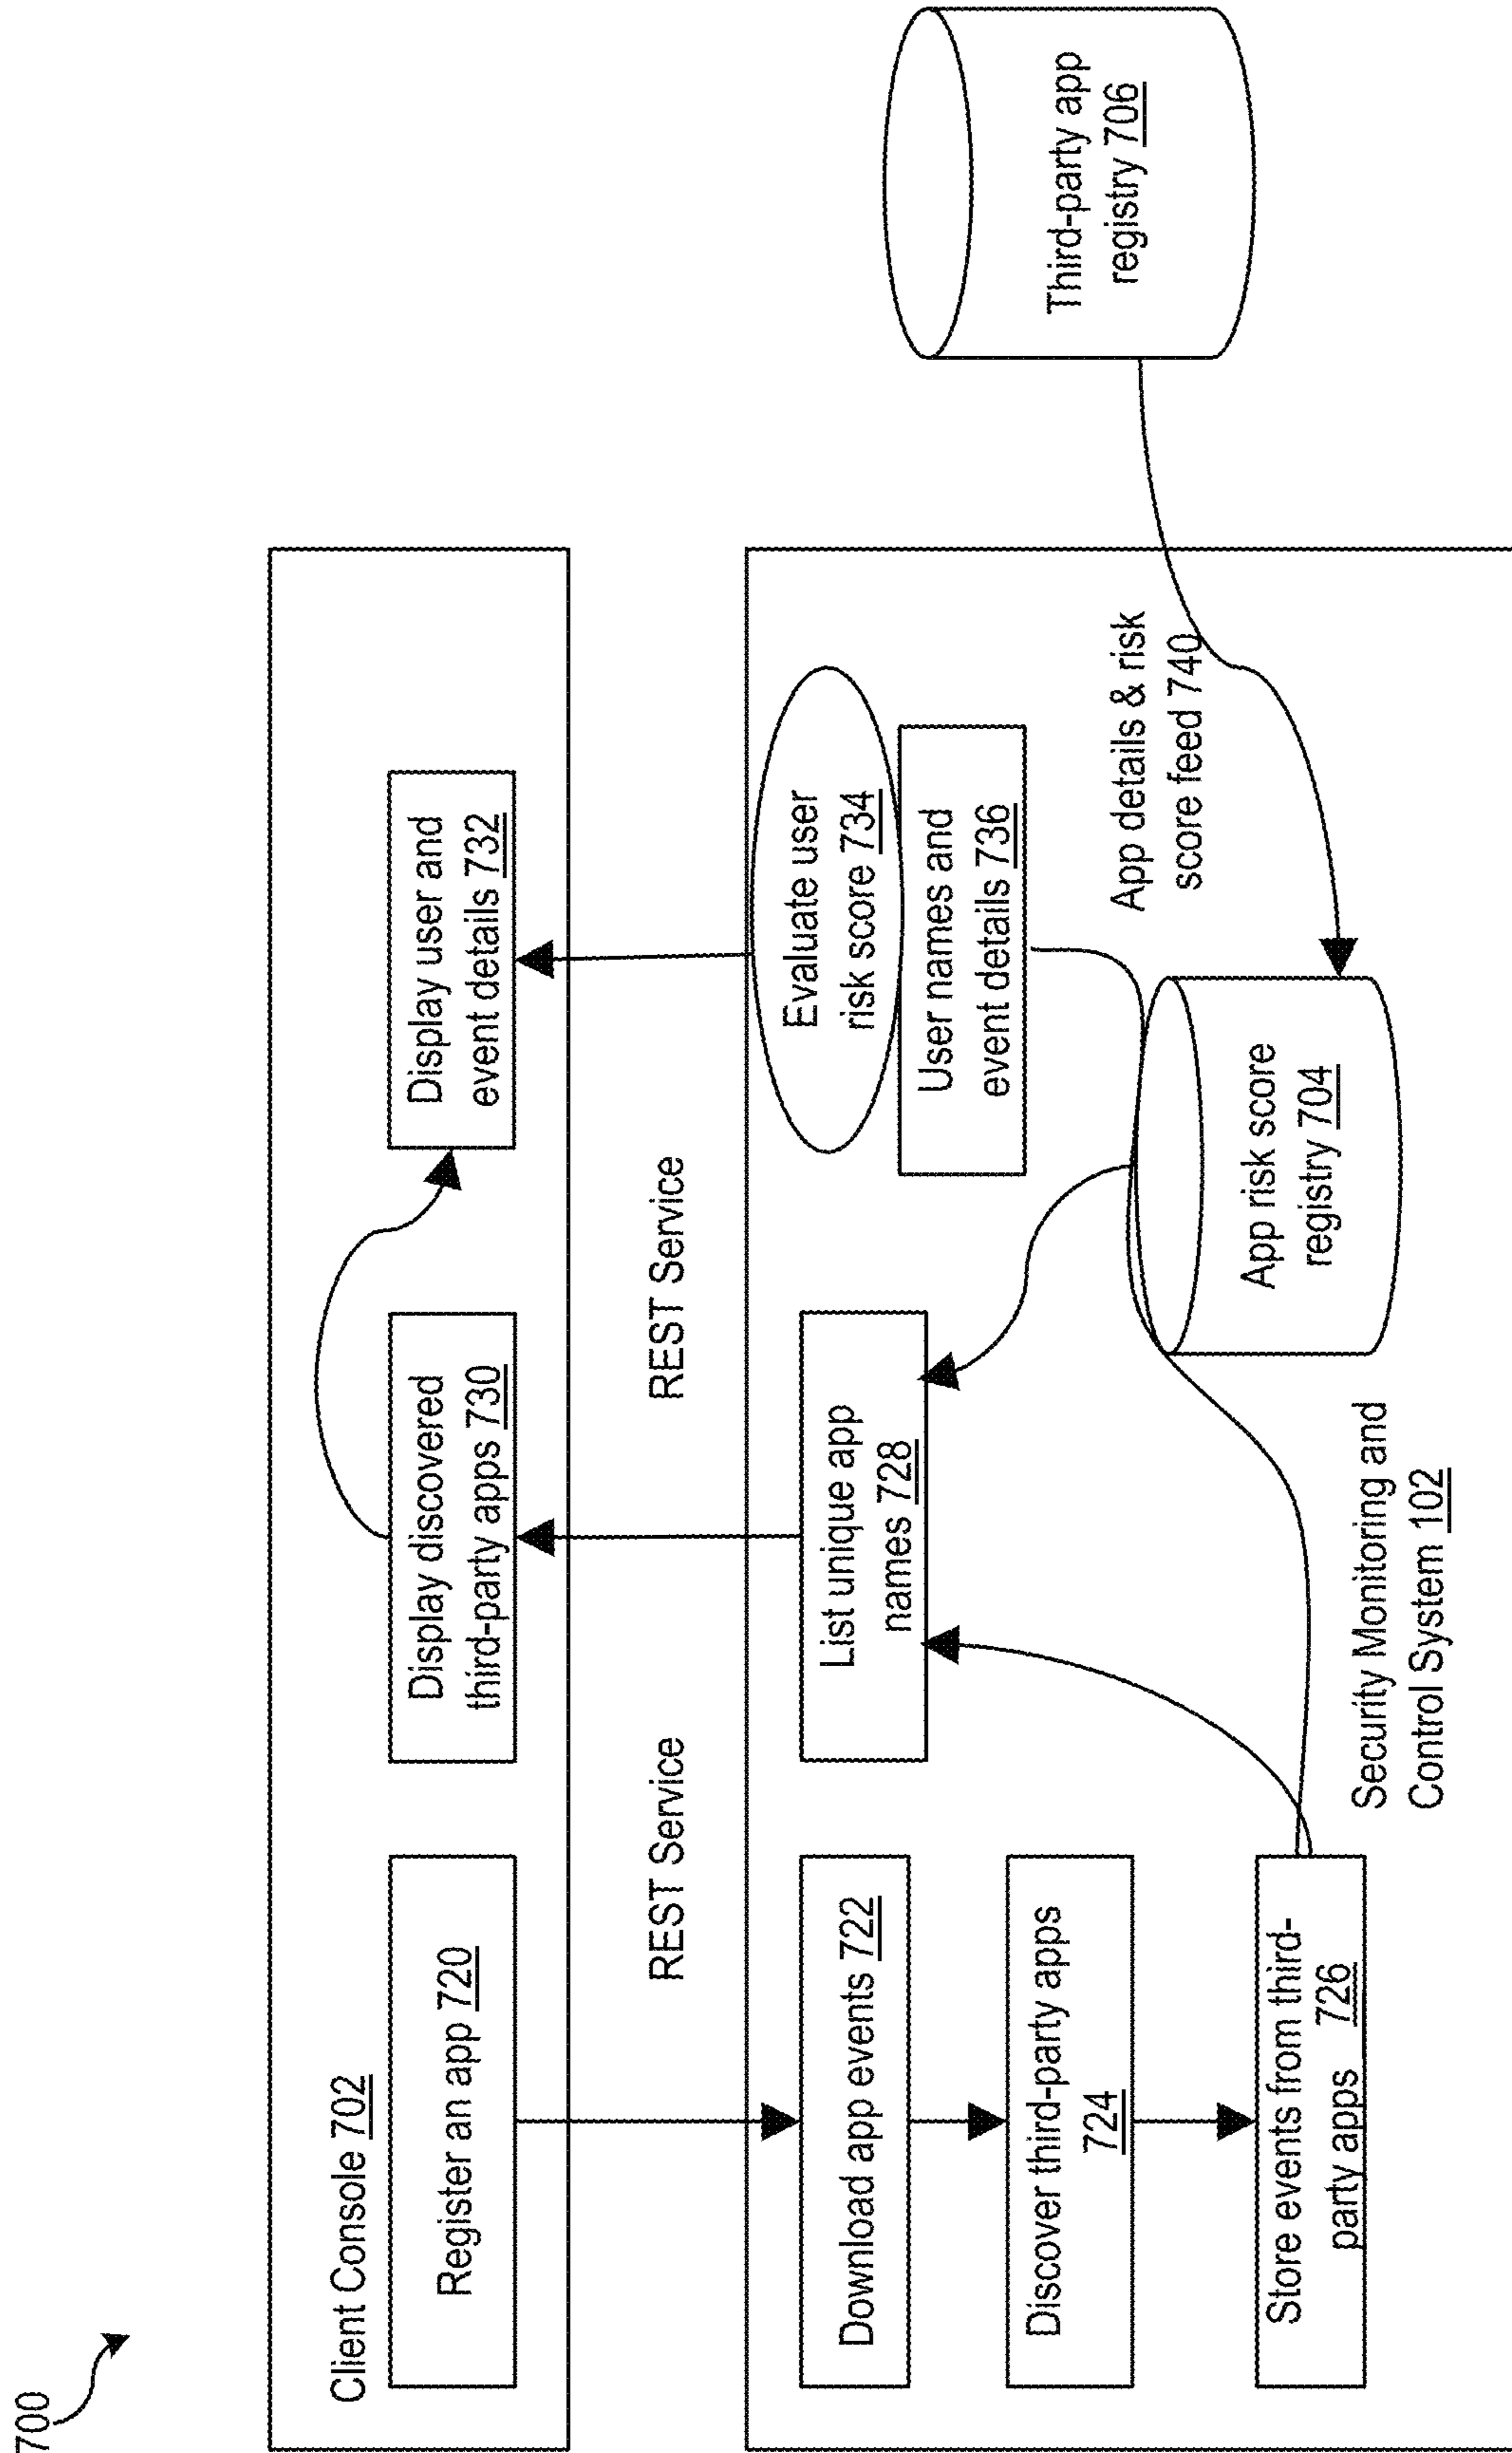 700
Client Console 702
Register an app 720
Display discovered
third-party apps 730
Display user and
event details 732
REST Service
REST Service
Download app events 722
Discover third-party apps
724
Store events from third-
party apps 726
List unique app
names 728
Evaluate user
risk score 734
User names and
event details 736
App details & risk
score feed 740
App risk score
registry 704
Third-party app
registry 706
Security Monitoring and
Control System 102